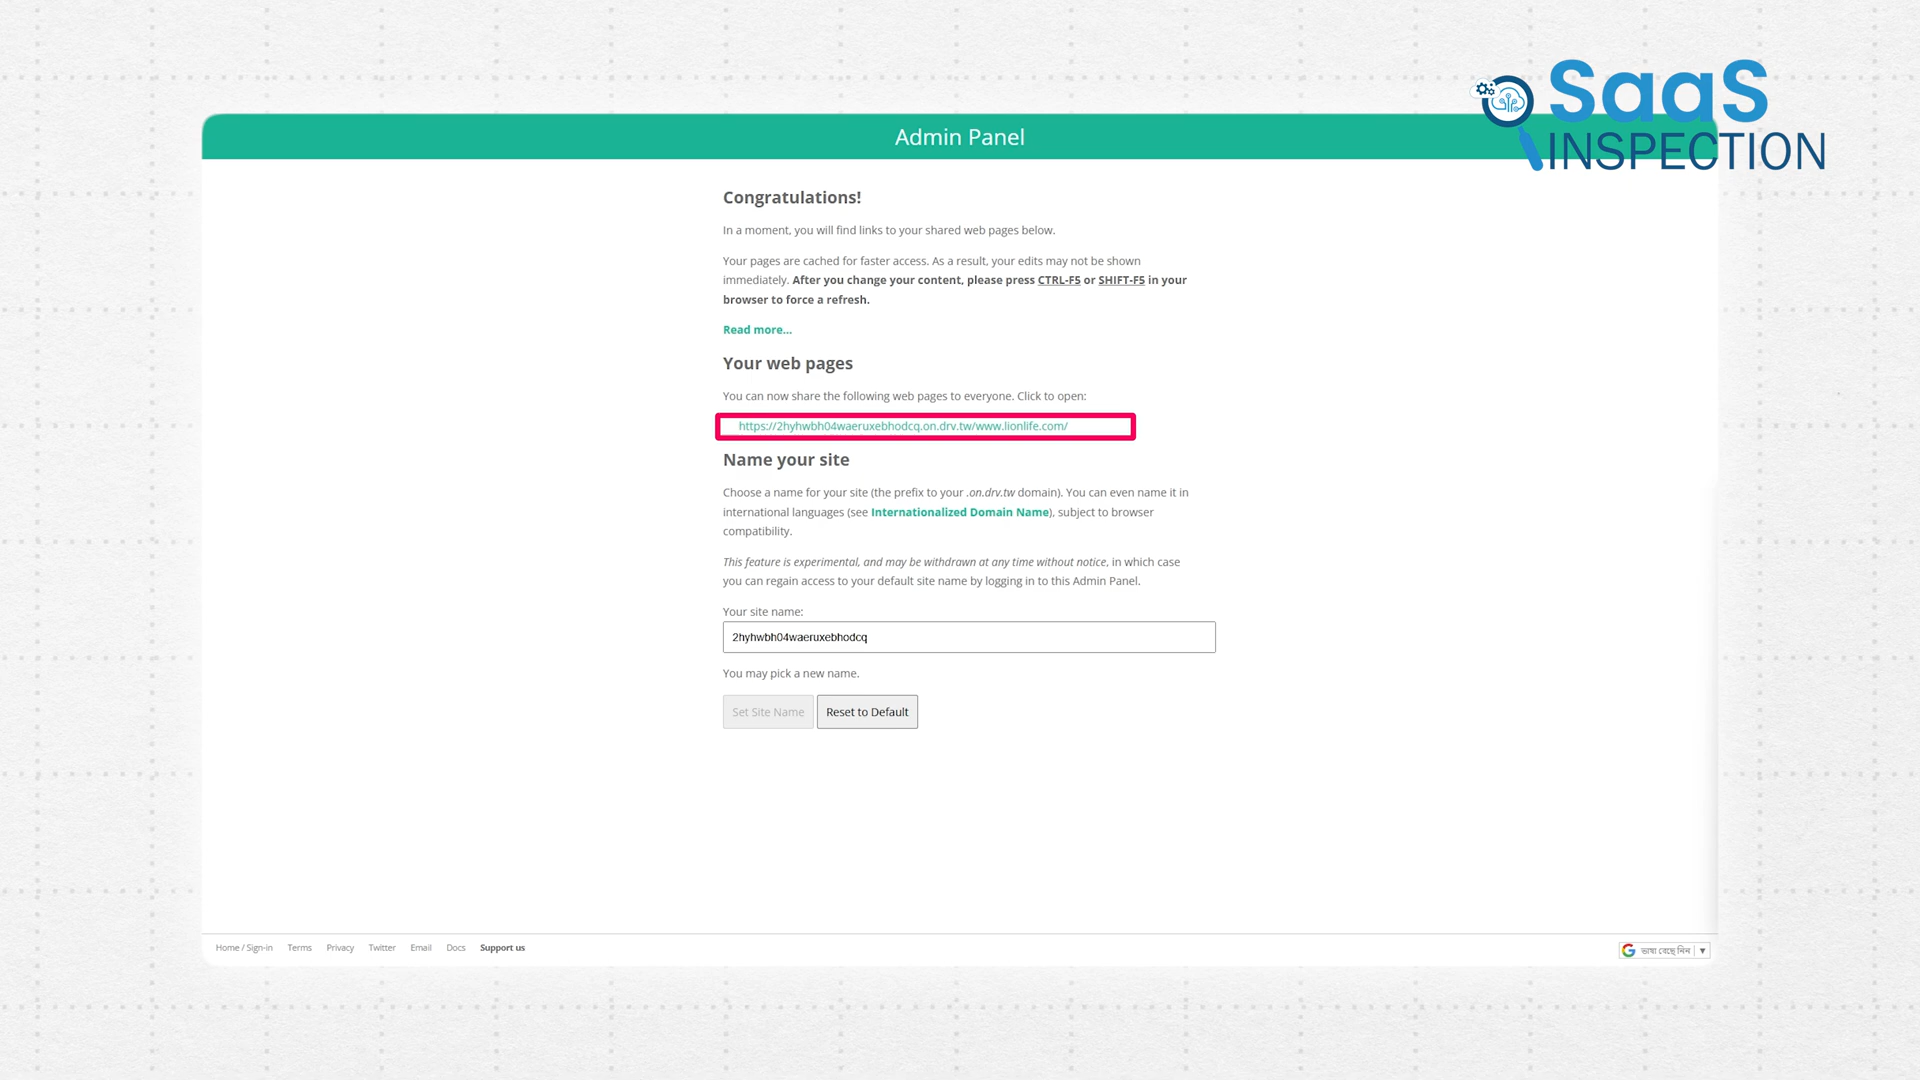 SaaS
INSPECTION
Admin Panel
Congratulations!
In a moment, you will find links to your shared web pages below.
Your pages are cached for faster access. As a result, your edits may not be shown
immediately. After you change your content, please press CTRL-F5 or SHIFT-F5 in your
browser to force a refresh.
Read more...
Your web pages
You can now share the following web pages to everyone. Click to open:
https://2hyhwbh04waeruxebhodcq.on.drv.tw/www.lionlife.com/
Name your site
Choose a name for your site (the prefix to your .on.drv.tw domain). You can even name it in
international languages (see Internationalized Domain Name), subject to browser
compatibility.
This feature is experimental, and may be withdrawn at any time without notice, in which case
you can regain access to your default site name by logging in to this Admin Panel.
Your site name:
2hyhwbh04waeruxebhodcq
You may pick a new name.
Set Site Name Reset to Default
Home / Sign-in Terms Privacy Twitter Email Docs Support us
ভাষা বেছে নিন ▼